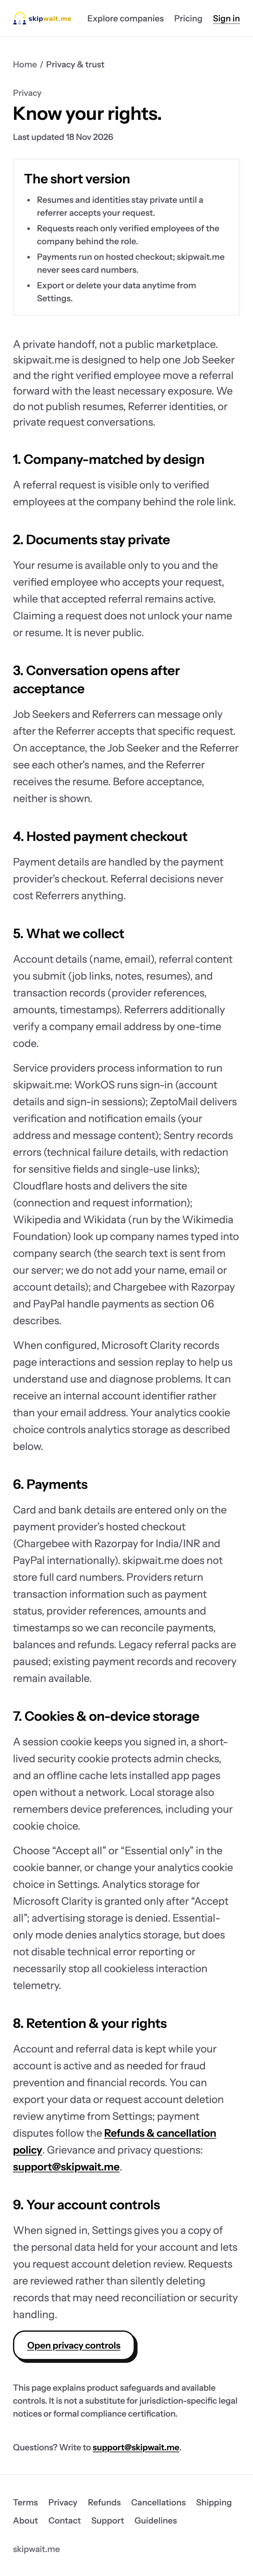 skipwait.me
Explore companies Pricing Sign in
Home / Privacy & trust
Privacy
Know your rights.
Last updated 18 Nov 2026
The short version
• Resumes and identities stay private until a
referrer accepts your request.
• Requests reach only verified employees of the
company behind the role.
• Payments run on hosted checkout; skipwait.me
never sees card numbers.
• Export or delete your data anytime from
Settings.
A private handoff, not a public marketplace.
skipwait.me is designed to help one Job Seeker
and the right verified employee move a referral
forward with the least necessary exposure. We
do not publish resumes, Referrer identities, or
private request conversations.
1. Company-matched by design
A referral request is visible only to verified
employees at the company behind the role link.
2. Documents stay private
Your resume is available only to you and the
verified employee who accepts your request,
while that accepted referral remains active.
Claiming a request does not unlock your name
or resume. It is never public.
3. Conversation opens after
acceptance
Job Seekers and Referrers can message only
after the Referrer accepts that specific request.
On acceptance, the Job Seeker and the Referrer
see each other's names, and the Referrer
receives the resume. Before acceptance,
neither is shown.
4. Hosted payment checkout
Payment details are handled by the payment
provider's checkout. Referral decisions never
cost Referrers anything.
5. What we collect
Account details (name, email), referral content
you submit (job links, notes, resumes), and
transaction records (provider references,
amounts, timestamps). Referrers additionally
verify a company email address by one-time
code.
Service providers process information to run
skipwait.me: WorkOS runs sign-in (account
details and sign-in sessions); ZeptoMail delivers
verification and notification emails (your
address and message content); Sentry records
errors (technical failure details, with redaction
for sensitive fields and single-use links);
Cloudflare hosts and delivers the site
(connection and request information);
Wikipedia and Wikidata (run by the Wikimedia
Foundation) look up company names typed into
company search (the search text is sent from
our server; we do not add your name, email or
account details); and Chargebee with Razorpay
and PayPal handle payments as section 06
describes.
When configured, Microsoft Clarity records
page interactions and session replay to help us
understand use and diagnose problems. It can
receive an internal account identifier rather
than your email address. Your analytics cookie
choice controls analytics storage as described
below.
6. Payments
Card and bank details are entered only on the
payment provider's hosted checkout
(Chargebee with Razorpay for India/INR and
PayPal internationally). skipwait.me does not
store full card numbers. Providers return
transaction information such as payment
status, provider references, amounts and
timestamps so we can reconcile payments,
balances and refunds. Legacy referral packs are
paused; existing payment records and recovery
remain available.
7. Cookies & on-device storage
A session cookie keeps you signed in, a short-
lived security cookie protects admin checks,
and an offline cache lets installed app pages
open without a network. Local storage also
remembers device preferences, including your
cookie choice.
Choose “Accept all” or “Essential only” in the
cookie banner, or change your analytics cookie
choice in Settings. Analytics storage for
Microsoft Clarity is granted only after “Accept
all”; advertising storage is denied. Essential-
only mode denies analytics storage, but does
not disable technical error reporting or
necessarily stop all cookieless interaction
telemetry.
8. Retention & your rights
Account and referral data is kept while your
account is active and as needed for fraud
prevention and financial records. You can
export your data or request account deletion
review anytime from Settings; payment
disputes follow the Refunds & cancellation
policy. Grievance and privacy questions:
support@skipwait.me.
9. Your account controls
When signed in, Settings gives you a copy of
the personal data held for your account and lets
you request account deletion review. Requests
are reviewed rather than silently deleting
records that may need reconciliation or security
handling.
Open privacy controls
This page explains product safeguards and available
controls. It is not a substitute for jurisdiction-specific legal
notices or formal compliance certification.
Questions? Write to support@skipwait.me.
Terms Privacy Refunds Cancellations Shipping
About Contact Support Guidelines
skipwait.me